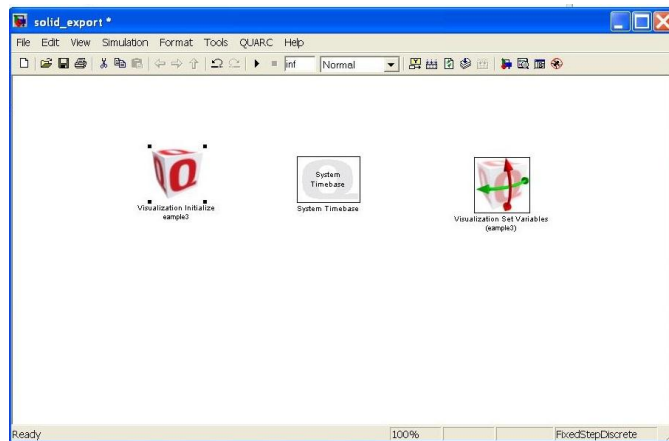 solid_export *
File Edit View Simulation Format Tools QUARC Help
inf Normal
Q
Visualization Initialize
eample3
System
Timebase
System Timebase
Visualization Set Variables
(eample3)
Ready 100% FixedStepDiscrete